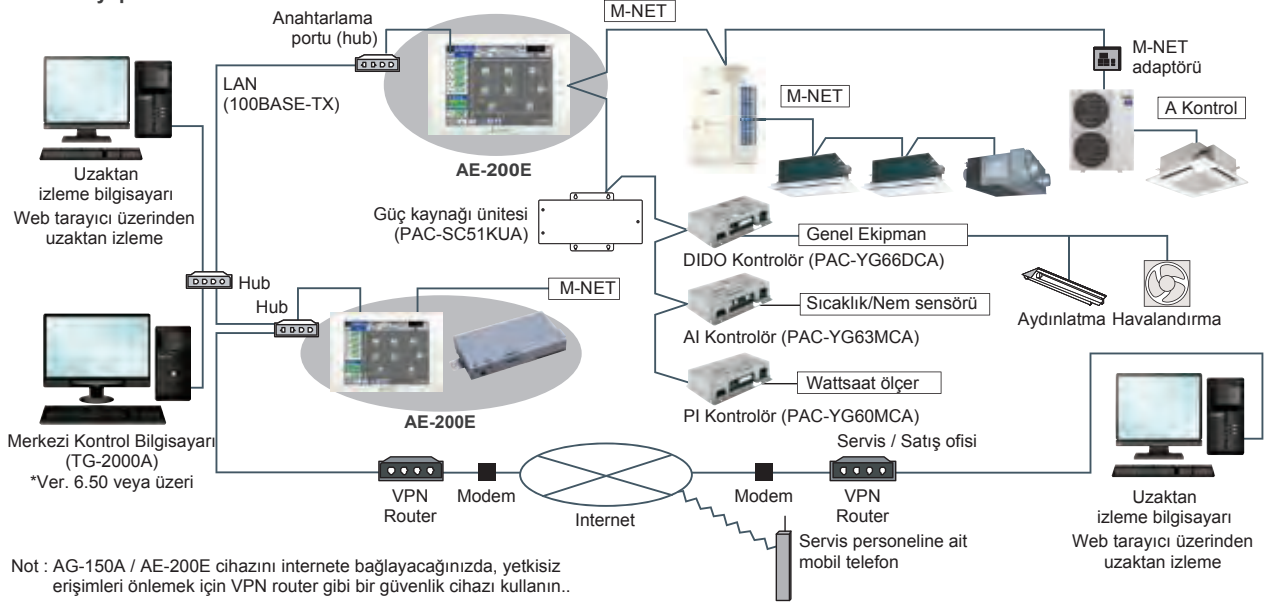 Anahtarlama
portu (hub)
M-NET
LAN
(100BASE-TX)
AE-200E
M-NET
M-NET
adaptörü
A Kontrol
Uzaktan
izleme bilgisayarı
Web tarayıcı üzerinden
uzaktan izleme
Güç kaynağı ünitesi
(PAC-SC51KUA)
Genel Ekipman
DIDO Kontrolör (PAC-YG66DCA)
Hub
Hub
M-NET
Sıcaklık/Nem sensörü
AI Kontrolör (PAC-YG63MCA)
Aydınlatma
Havalandırma
AE-200E
Wattsaat ölçer
PI Kontrolör (PAC-YG60MCA)
Merkezi Kontrol Bilgisayarı
(TG-2000A)
*Ver. 6.50 veya üzeri
VPN
Router
Modem
Internet
Modem
Servis / Satış ofisi
VPN
Router
Servis personeline ait
mobil telefon
Uzaktan
izleme bilgisayarı
Web tarayıcı üzerinden
uzaktan izleme
Not : AG-150A / AE-200E cihazını internete bağlayacağınızda, yetkisiz
erişimleri önlemek için VPN router gibi bir güvenlik cihazı kullanın..